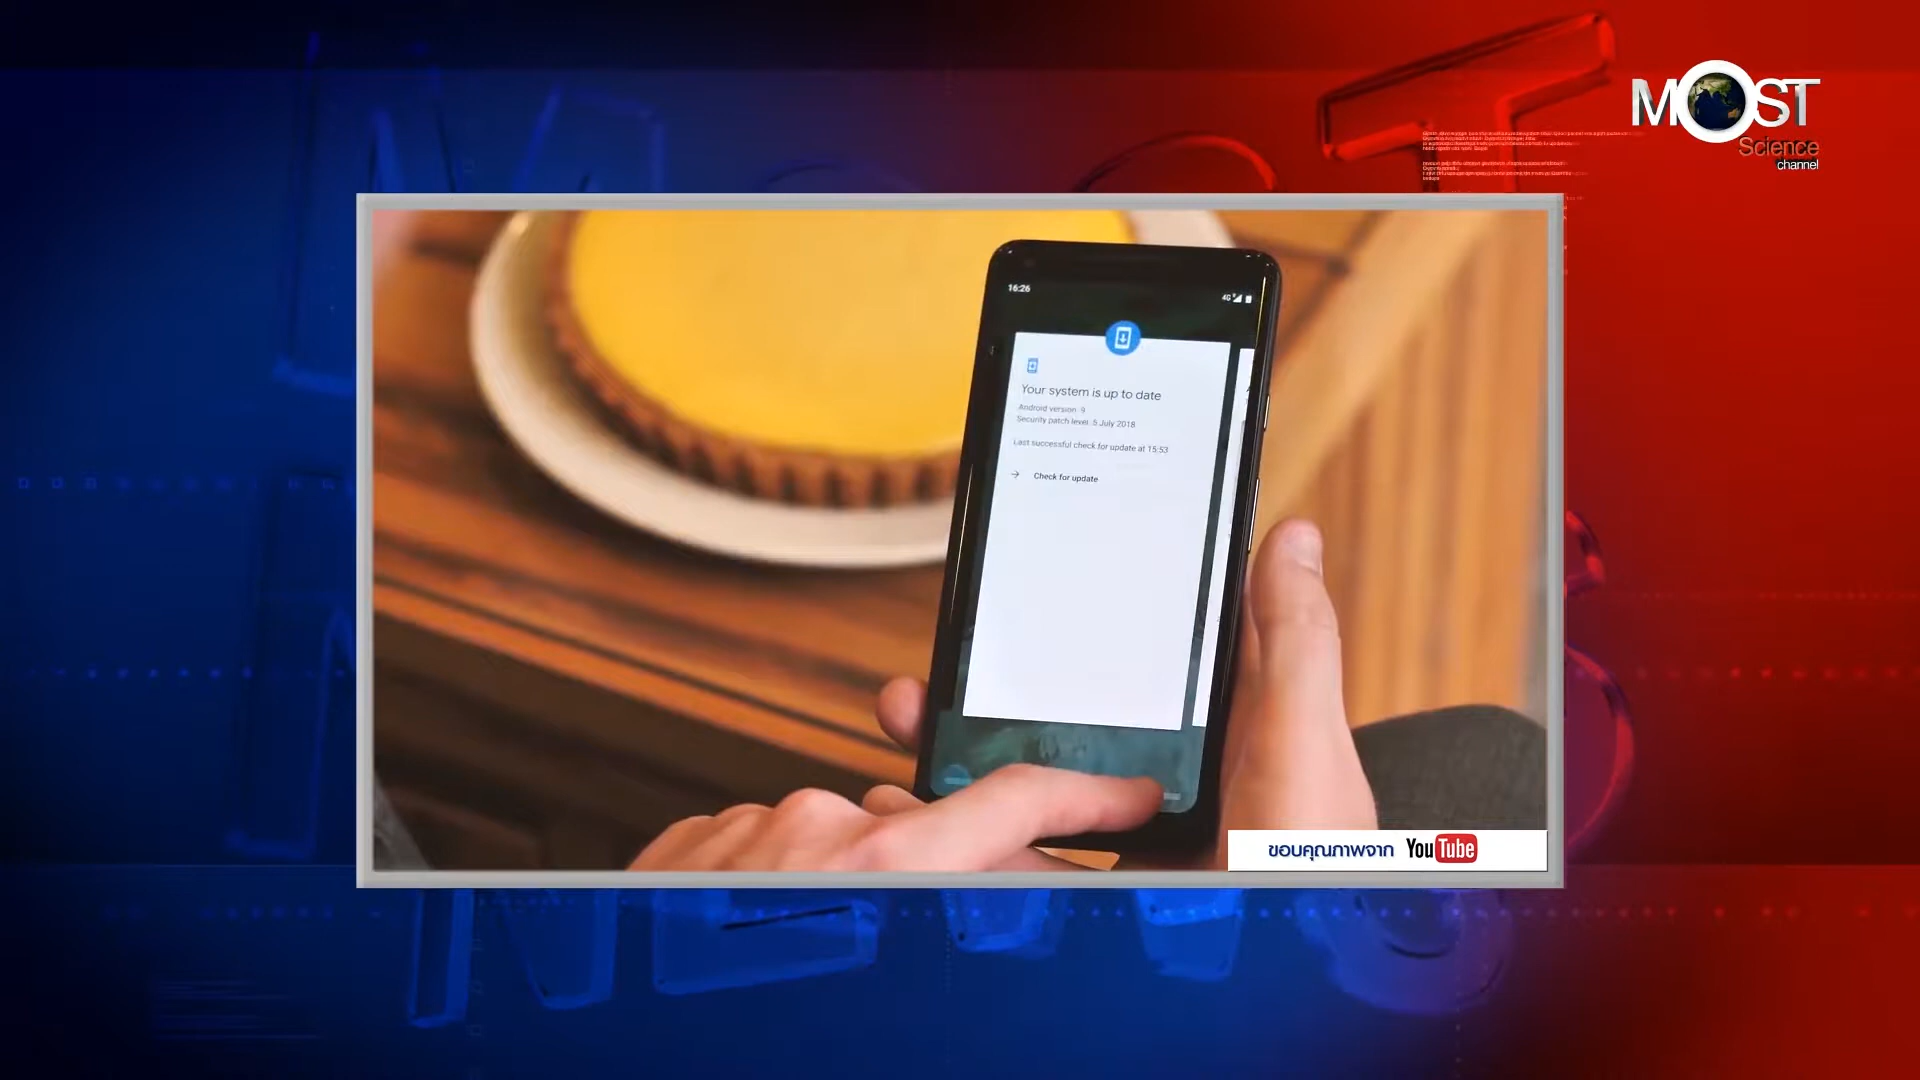 MOST
Science
channel
16:26
4G
Your system is up to date
Android version: 9
Security patch level: 5 July 2018
Last successful check for update at 15:53
Check for update
ขอบคุณภาพจาก YouTube
NEWS